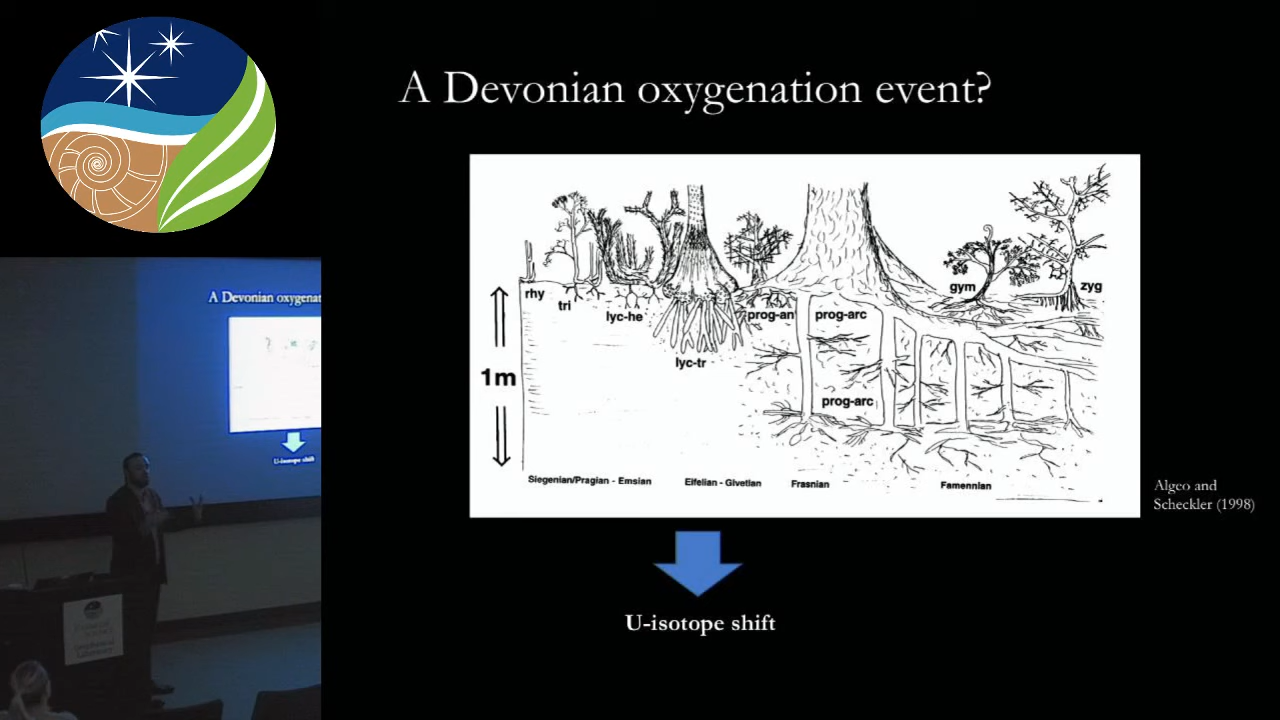 A Devonian oxygenation event?
rhy
tri
lyc-he
lyc-tr
prog-an
prog-arc
prog-arc
gym
zyg
1m
Siegenian/Pragian - Emsian
Eifelian - Givetian
Frasnian
Famennian
Algeo and
Scheckler (1998)
U-isotope shift
A Devonian oxygenat
U-isotope shift